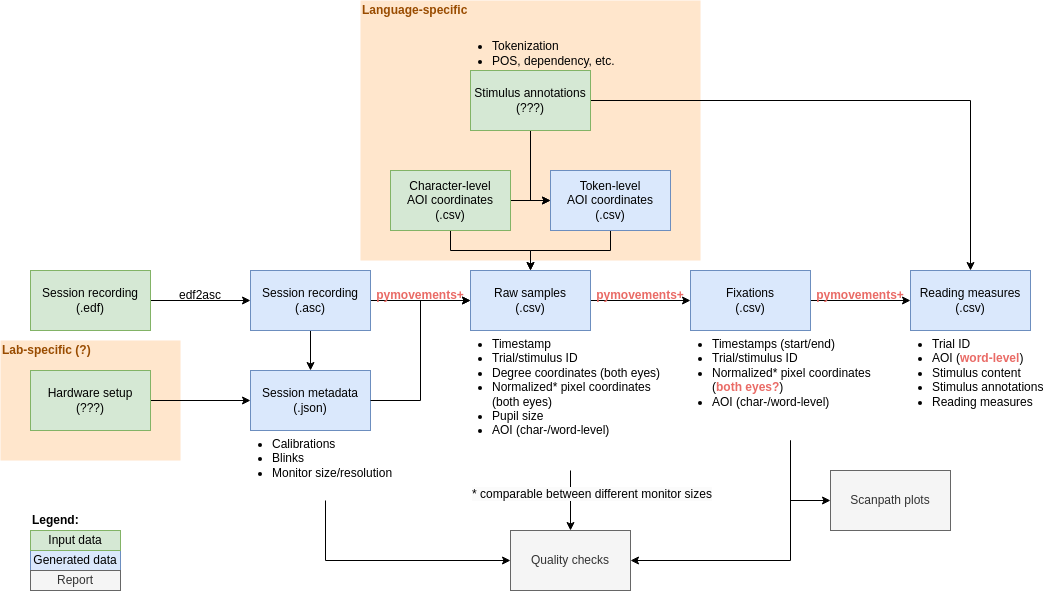 Language-specific
• Tokenization
• POS, dependency, etc.
Stimulus annotations
(???)
Character-level
AOI coordinates
(.csv)
Token-level
AOI coordinates
(.csv)
Session recording
(.edf)
edf2asc
Session recording
(.asc)
pymovements+
Raw samples
(.csv)
pymovements+
Fixations
(.csv)
pymovements+
Reading measures
(.csv)
Lab-specific (?)
Hardware setup
(???)
Session metadata
(.json)
• Calibrations
• Blinks
• Monitor size/resolution
• Timestamp
• Trial/stimulus ID
• Degree coordinates (both eyes)
• Normalized* pixel coordinates
(both eyes)
• Pupil size
• AOI (char-/word-level)
• Timestamps (start/end)
• Trial/stimulus ID
• Normalized* pixel coordinates
(both eyes?)
• AOI (char-/word-level)
• Trial ID
• AOI (word-level)
• Stimulus content
• Stimulus annotations
• Reading measures
* comparable between different monitor sizes
Scanpath plots
Quality checks
Legend:
Input data
Generated data
Report